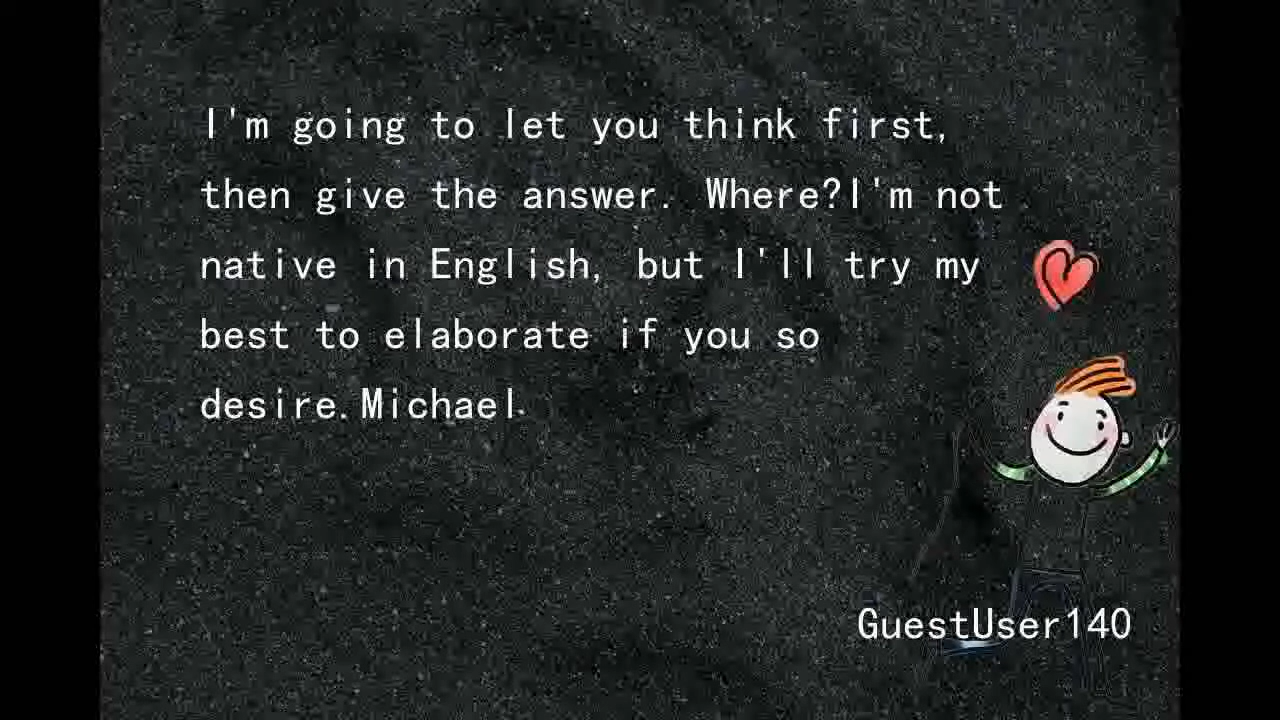 I'm going to let you think first,
then give the answer. Where?I'm not
native in English, but I'll try my
best to elaborate if you so
desire.Michael
GuestUser140